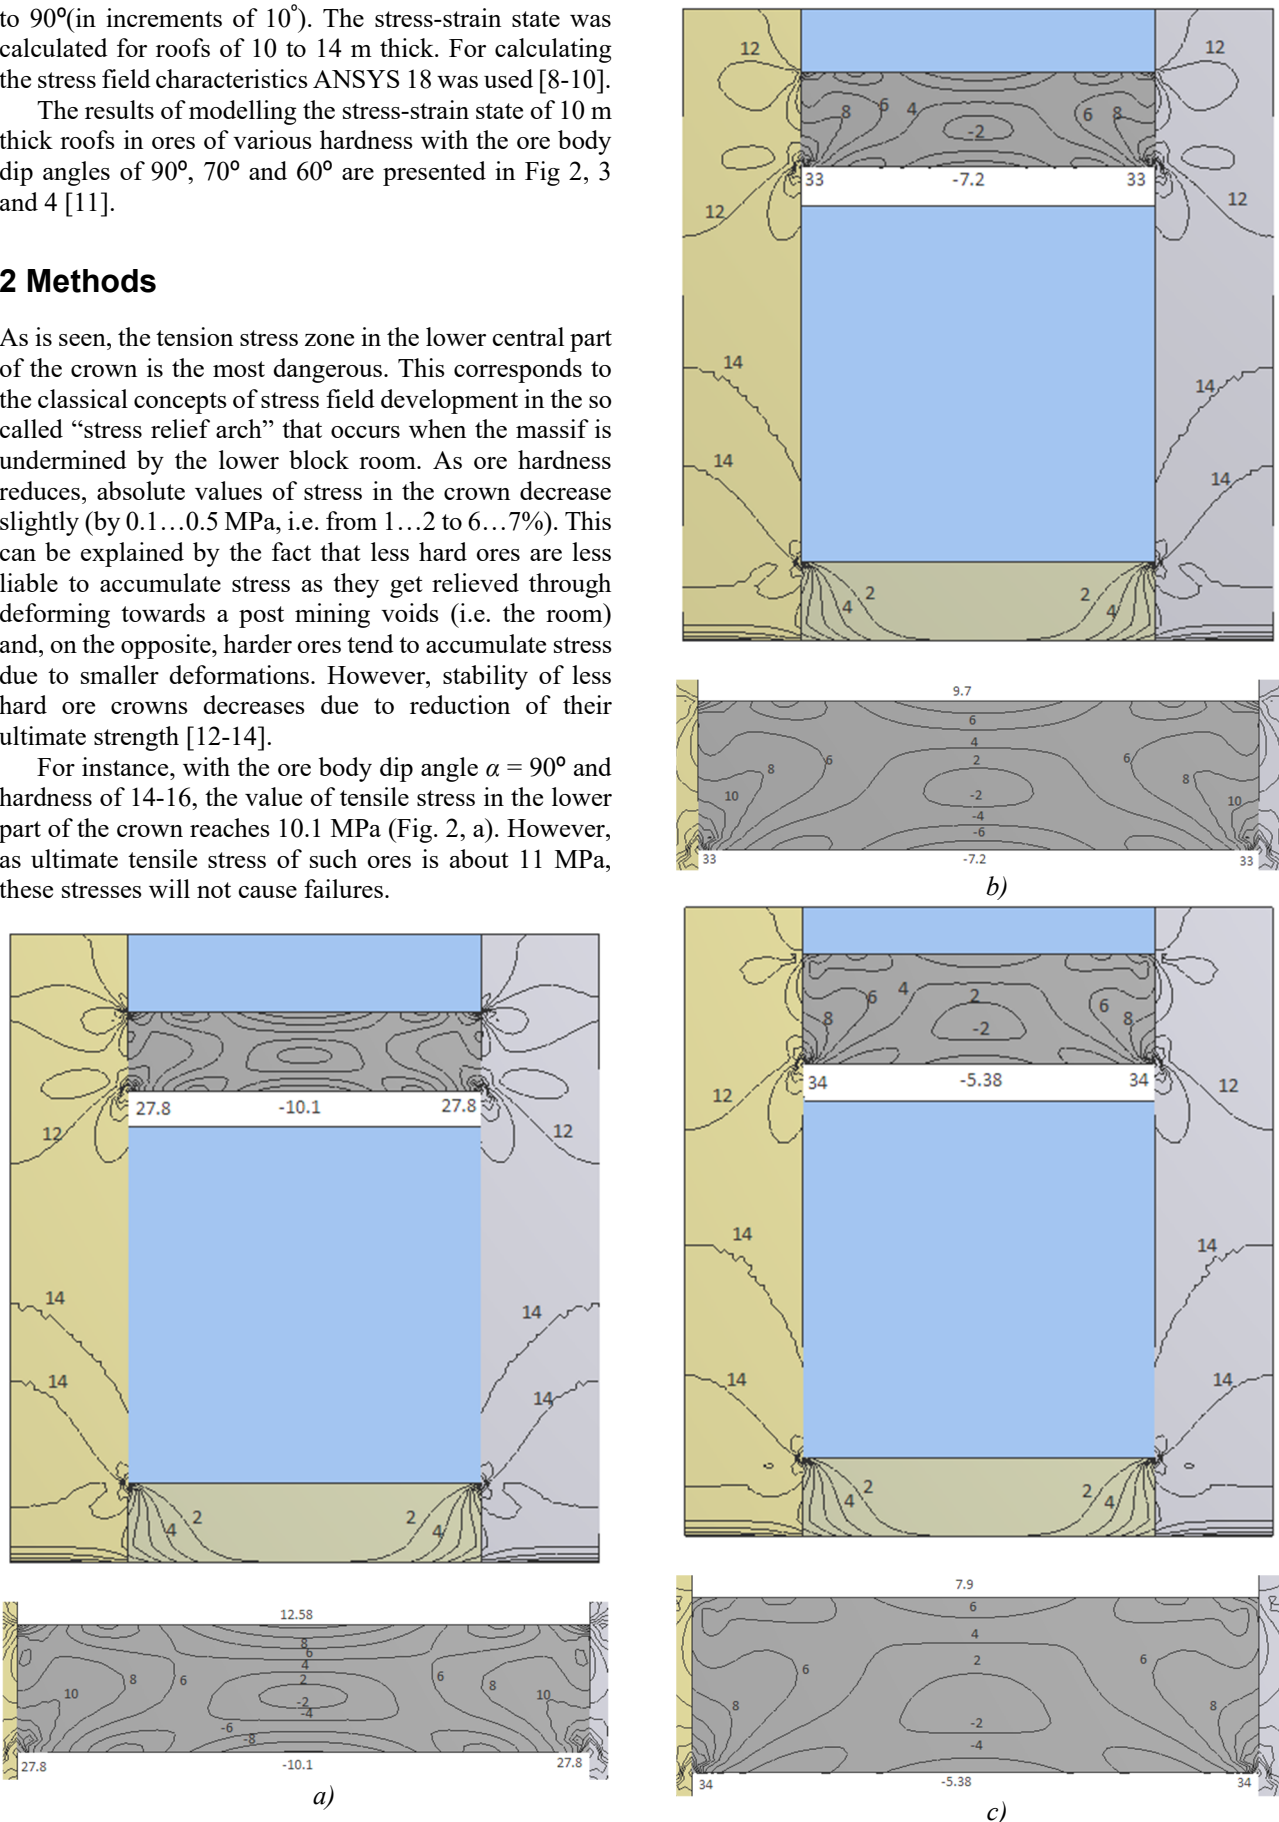 to 90⁰(in increments of 10°). The stress-strain state was
calculated for roofs of 10 to 14 m thick. For calculating
the stress field characteristics ANSYS 18 was used [8-10].
The results of modelling the stress-strain state of 10 m
thick roofs in ores of various hardness with the ore body
dip angles of 90⁰, 70⁰ and 60⁰ are presented in Fig 2, 3
and 4 [11].
2 Methods
As is seen, the tension stress zone in the lower central part
of the crown is the most dangerous. This corresponds to
the classical concepts of stress field development in the so
called “stress relief arch” that occurs when the massif is
undermined by the lower block room. As ore hardness
reduces, absolute values of stress in the crown decrease
slightly (by 0.1…0.5 MPa, i.e. from 1…2 to 6…7%). This
can be explained by the fact that less hard ores are less
liable to accumulate stress as they get relieved through
deforming towards a post mining voids (i.e. the room)
and, on the opposite, harder ores tend to accumulate stress
due to smaller deformations. However, stability of less
hard ore crowns decreases due to reduction of their
ultimate strength [12-14].
For instance, with the ore body dip angle α = 90⁰ and
hardness of 14-16, the value of tensile stress in the lower
part of the crown reaches 10.1 MPa (Fig. 2, a). However,
as ultimate tensile stress of such ores is about 11 MPa,
these stresses will not cause failures.
27.8 -10.1 27.8
12 12
14 14
14 14
2 2
4 4
12.58
8
6
4
8 6 2 6 8
10 -2 10
-4
-6
-8
27.8 -10.1 27.8
a)
12 12
8 6 4 6 8
-2
33 -7.2 33
12 12
14 14
14 14
4 2 2 4
9.7
6
4
8 6 2 6 8
10 -2 10
-4
-6
33 -7.2 33
b)
6 4 2 6
8 -2 8
34 -5.38 34
12 12
14 14
14 14
4 2 2 4
7.9
6
4
6 2 6
8 8
-2
-4
34 -5.38 34
c)